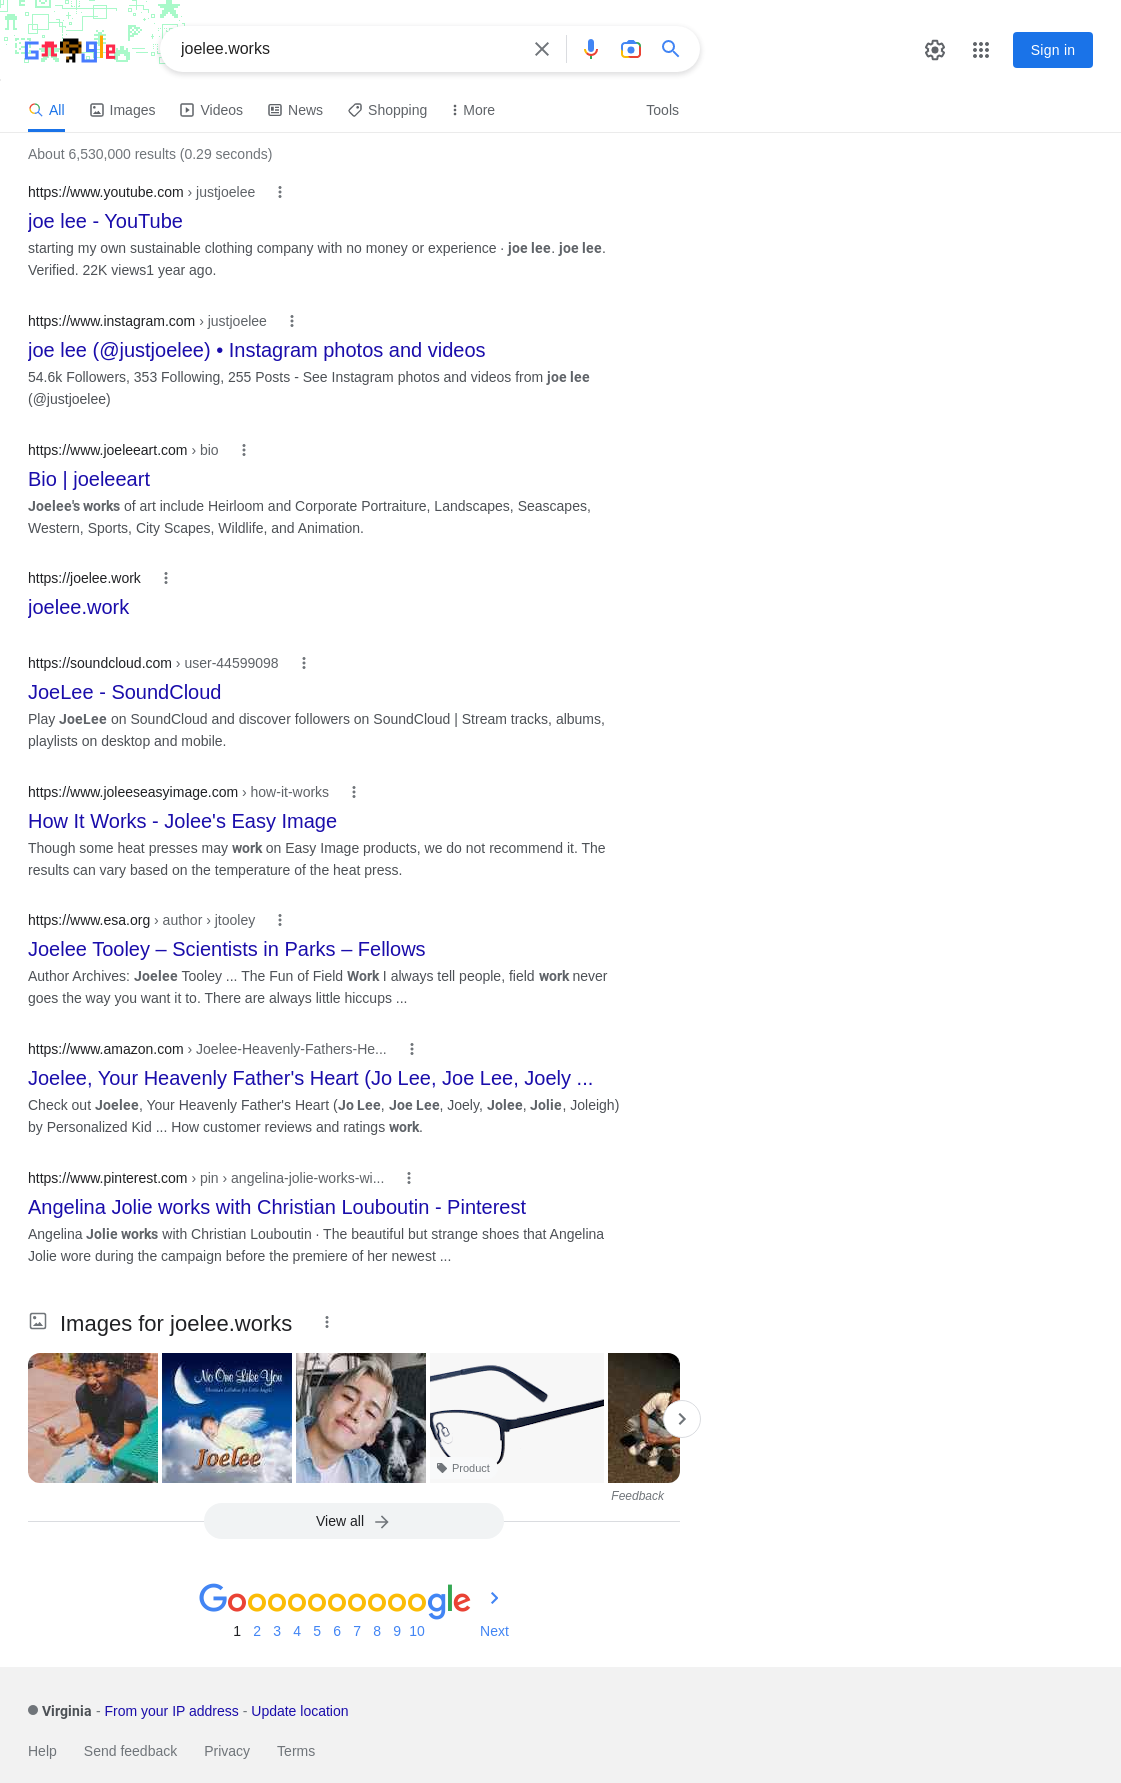 Google
joelee.works
Sign in
All
Images
Videos
News
Shopping
More
Tools
About 6,530,000 results (0.29 seconds)
https://www.youtube.com › justjoelee
joe lee - YouTube
starting my own sustainable clothing company with no money or experience · joe lee. joe lee.
Verified. 22K views1 year ago.
https://www.instagram.com › justjoelee
joe lee (@justjoelee) • Instagram photos and videos
54.6k Followers, 353 Following, 255 Posts - See Instagram photos and videos from joe lee
(@justjoelee)
https://www.joeleeart.com › bio
Bio | joeleeart
Joelee's works of art include Heirloom and Corporate Portraiture, Landscapes, Seascapes,
Western, Sports, City Scapes, Wildlife, and Animation.
https://joelee.work
joelee.work
https://soundcloud.com › user-44599098
JoeLee - SoundCloud
Play JoeLee on SoundCloud and discover followers on SoundCloud | Stream tracks, albums,
playlists on desktop and mobile.
https://www.joleeseasyimage.com › how-it-works
How It Works - Jolee's Easy Image
Though some heat presses may work on Easy Image products, we do not recommend it. The
results can vary based on the temperature of the heat press.
https://www.esa.org › author › jtooley
Joelee Tooley – Scientists in Parks – Fellows
Author Archives: Joelee Tooley ... The Fun of Field Work I always tell people, field work never
goes the way you want it to. There are always little hiccups ...
https://www.amazon.com › Joelee-Heavenly-Fathers-He...
Joelee, Your Heavenly Father's Heart (Jo Lee, Joe Lee, Joely ...
Check out Joelee, Your Heavenly Father's Heart (Jo Lee, Joe Lee, Joely, Jolee, Jolie, Joleigh)
by Personalized Kid ... How customer reviews and ratings work.
https://www.pinterest.com › pin › angelina-jolie-works-wi...
Angelina Jolie works with Christian Louboutin - Pinterest
Angelina Jolie works with Christian Louboutin · The beautiful but strange shoes that Angelina
Jolie wore during the campaign before the premiere of her newest ...
Images for joelee.works
No One Like You
Christian Lullabies for Little Angels
Joelee
Product
Feedback
View all
Goooooooooogle
1 2 3 4 5 6 7 8 9 10 Next
Virginia - From your IP address - Update location
Help Send feedback Privacy Terms